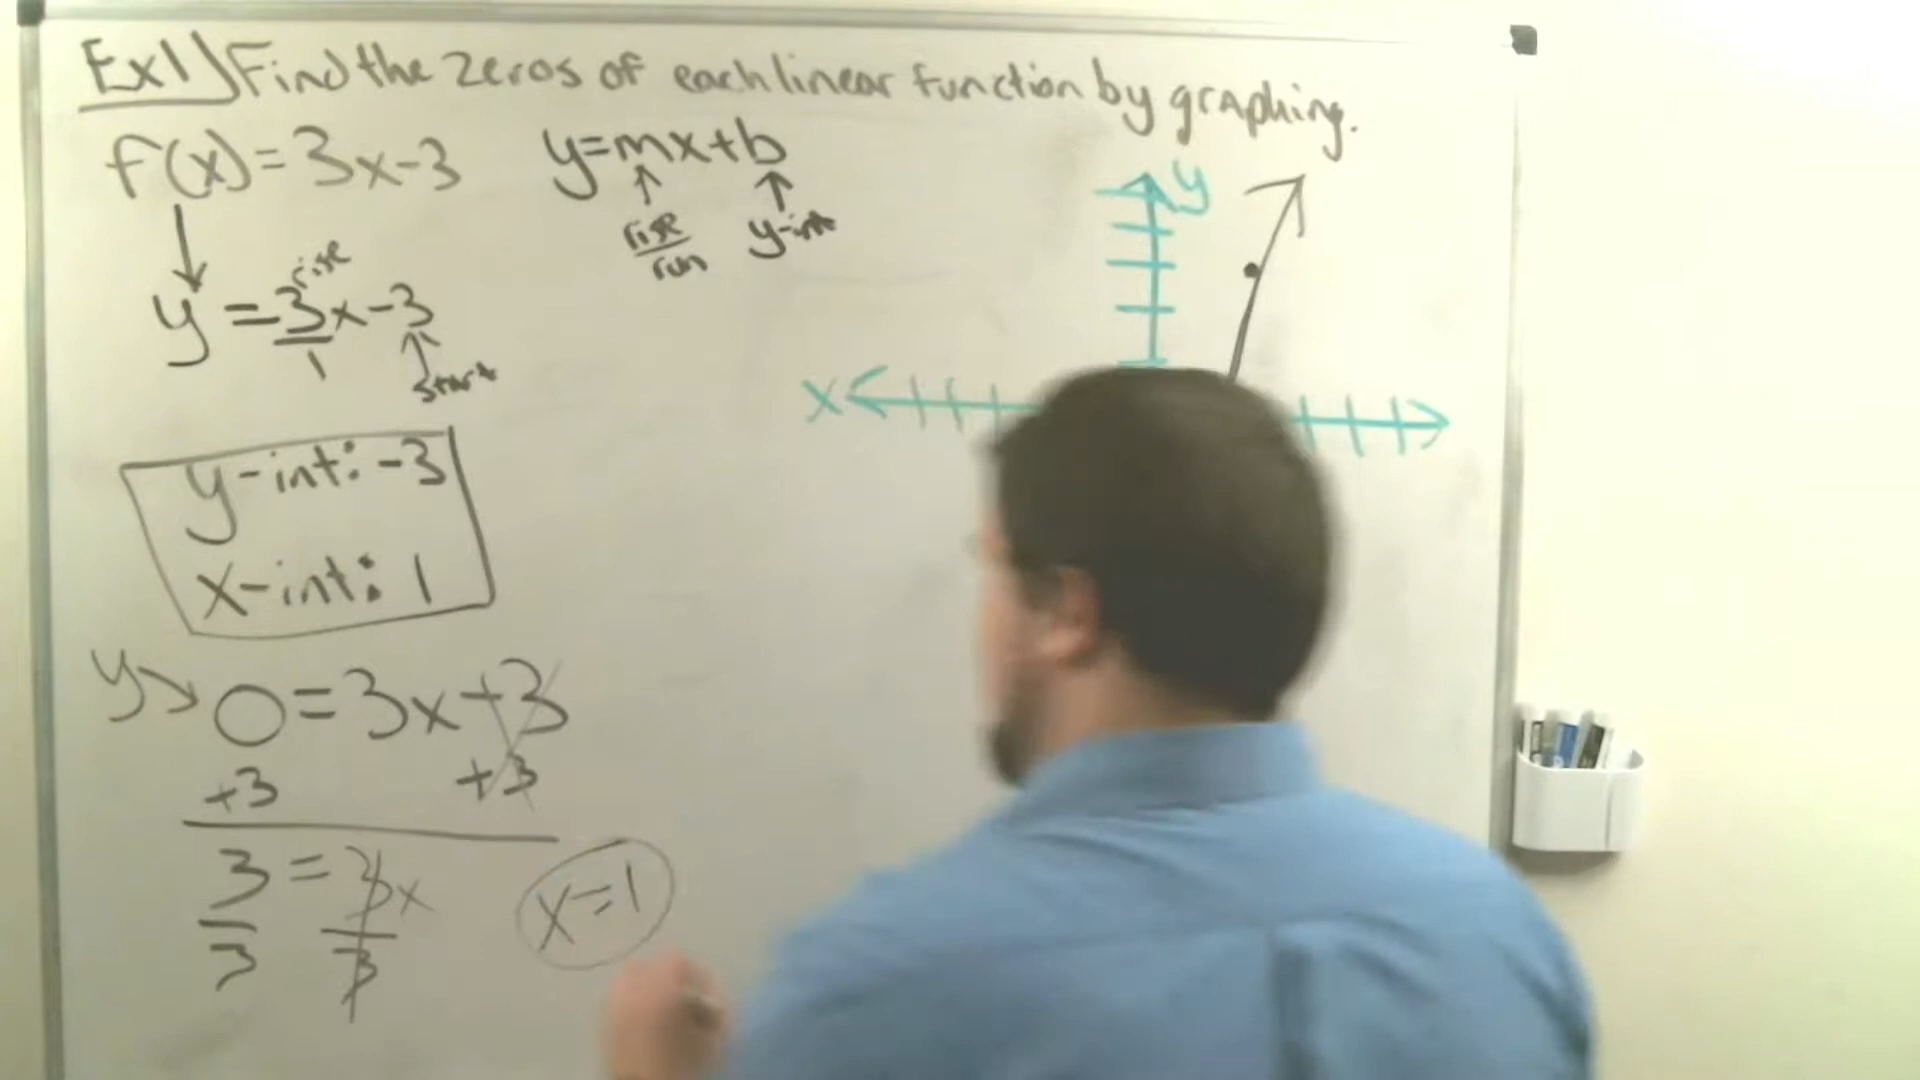 Ex1) Find the zeros of each linear function by graphing.
f(x)=3x-3
y=mx+b
rise
run
y-int
rise
y=3x-3
1
start
y-int: -3
x-int: 1
y
0=3x+3
+3 +3
3=3x
3 3
x=1
y
x